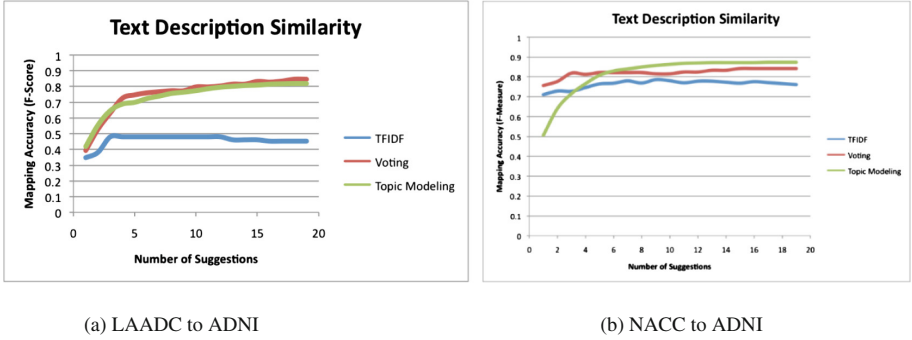 Text Description Similarity
Mapping Accuracy (F-Score)
1
0.9
0.8
0.7
0.6
0.5
0.4
0.3
0.2
0.1
0
0 5 10 15 20
Number of Suggestions
TFIDF
Voting
Topic Modeling
(a) LAADC to ADNI
Text Description Similarity
Mapping Accuracy (F-Measure)
1
0.9
0.8
0.7
0.6
0.5
0.4
0.3
0.2
0.1
0
0 2 4 6 8 10 12 14 16 18 20
Number of Suggestions
TFIDF
Voting
Topic Modeling
(b) NACC to ADNI